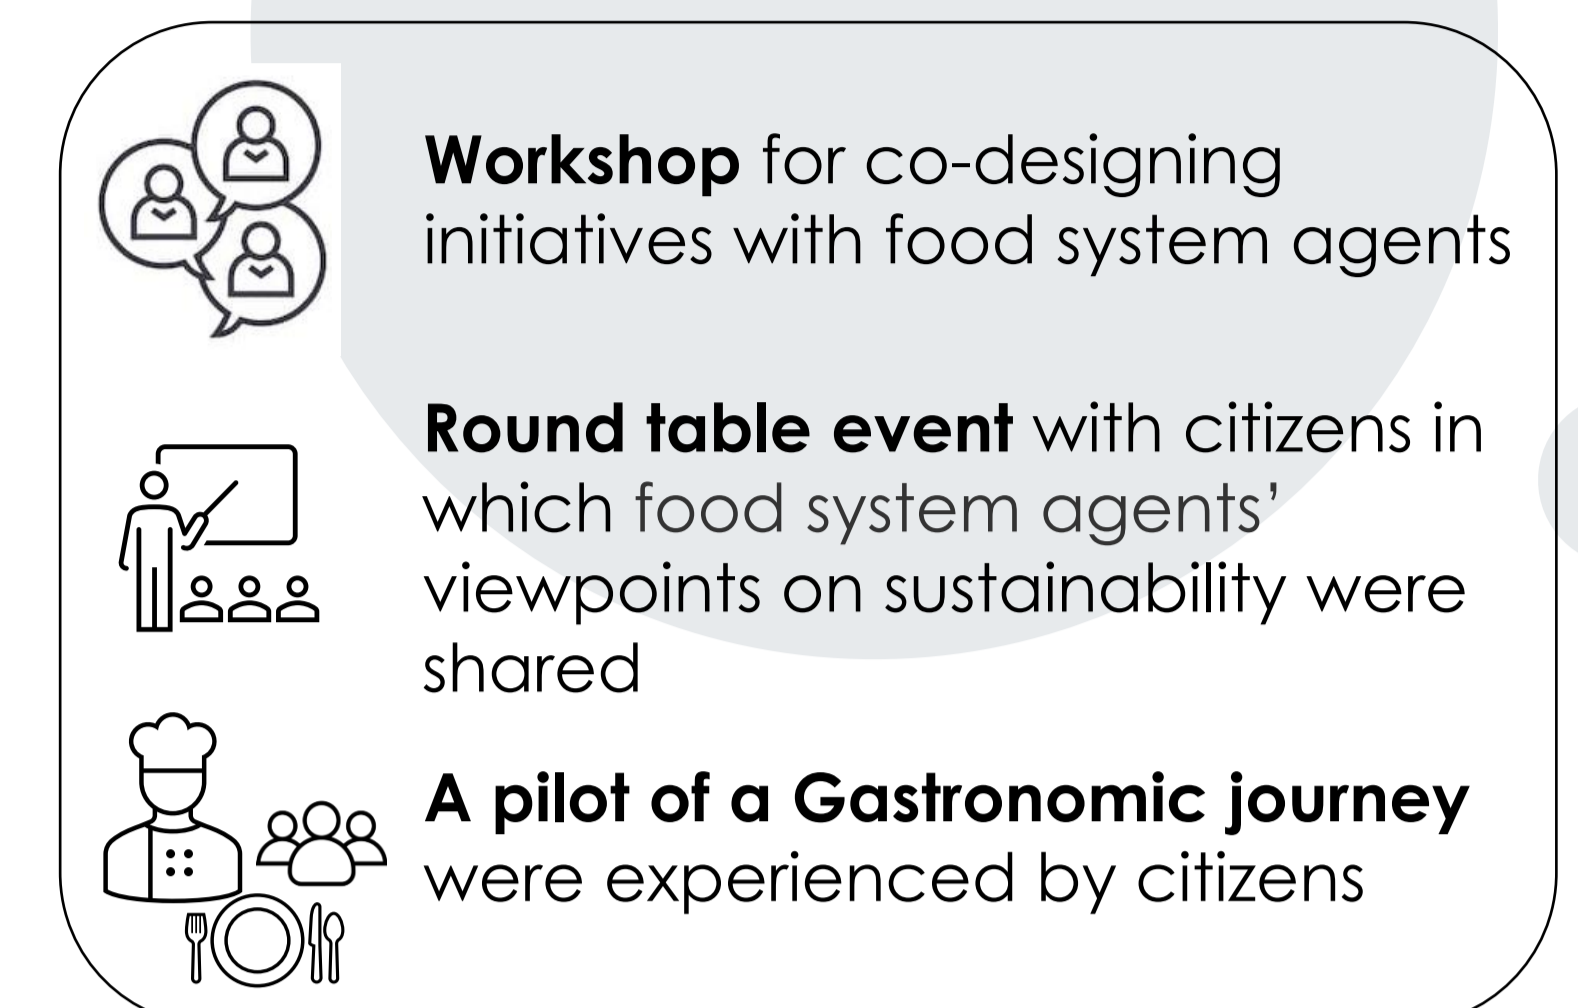 Workshop for co-designing
initiatives with food system agents
Round table event with citizens in
which food system agents’
viewpoints on sustainability were
shared
A pilot of a Gastronomic journey
were experienced by citizens